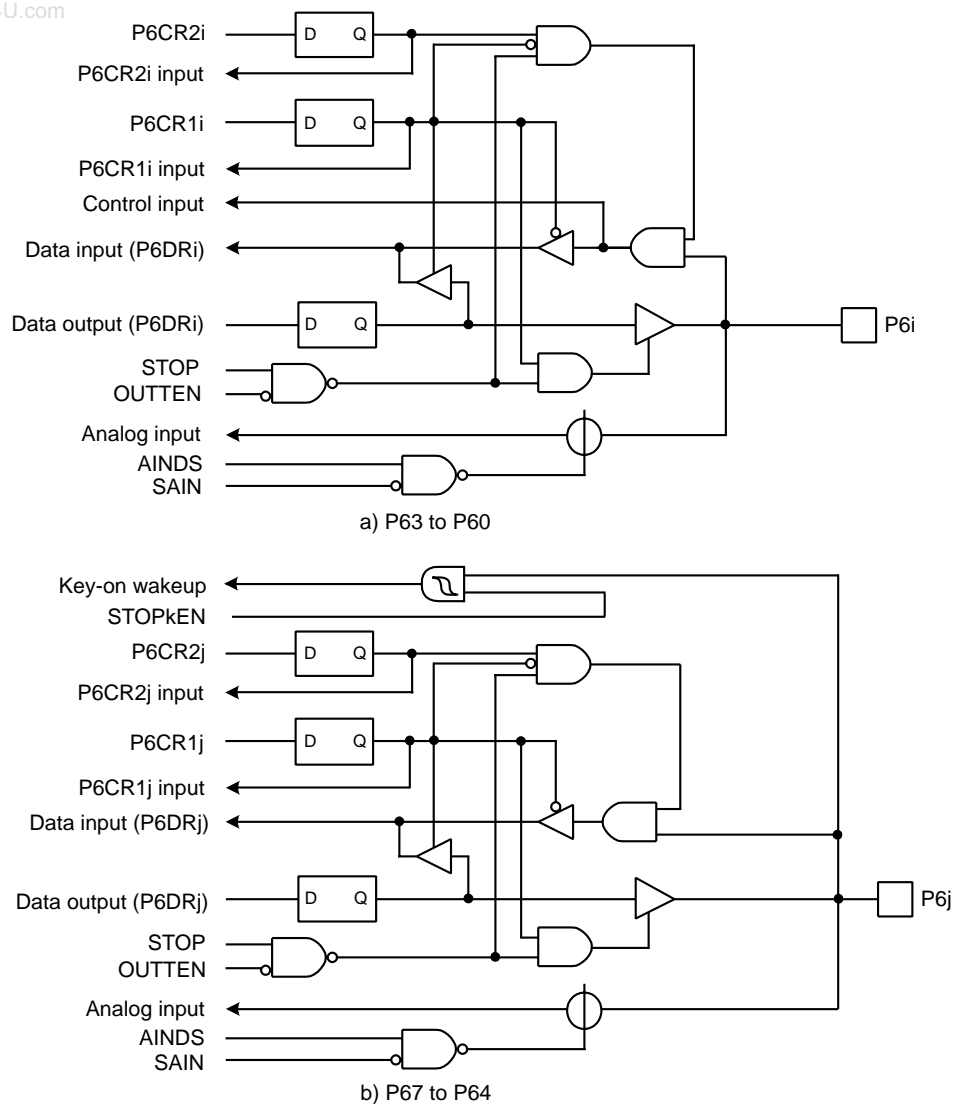 4U.com
P6CR2i
D Q
P6CR2i input
P6CR1i
D Q
P6CR1i input
Control input
Data input (P6DRi)
Data output (P6DRi)
D Q
P6i
STOP
OUTTEN
Analog input
AINDS
SAIN
a) P63 to P60
Key-on wakeup
STOPkEN
P6CR2j
D Q
P6CR2j input
P6CR1j
D Q
P6CR1j input
Data input (P6DRj)
Data output (P6DRj)
D Q
P6j
STOP
OUTTEN
Analog input
AINDS
SAIN
b) P67 to P64